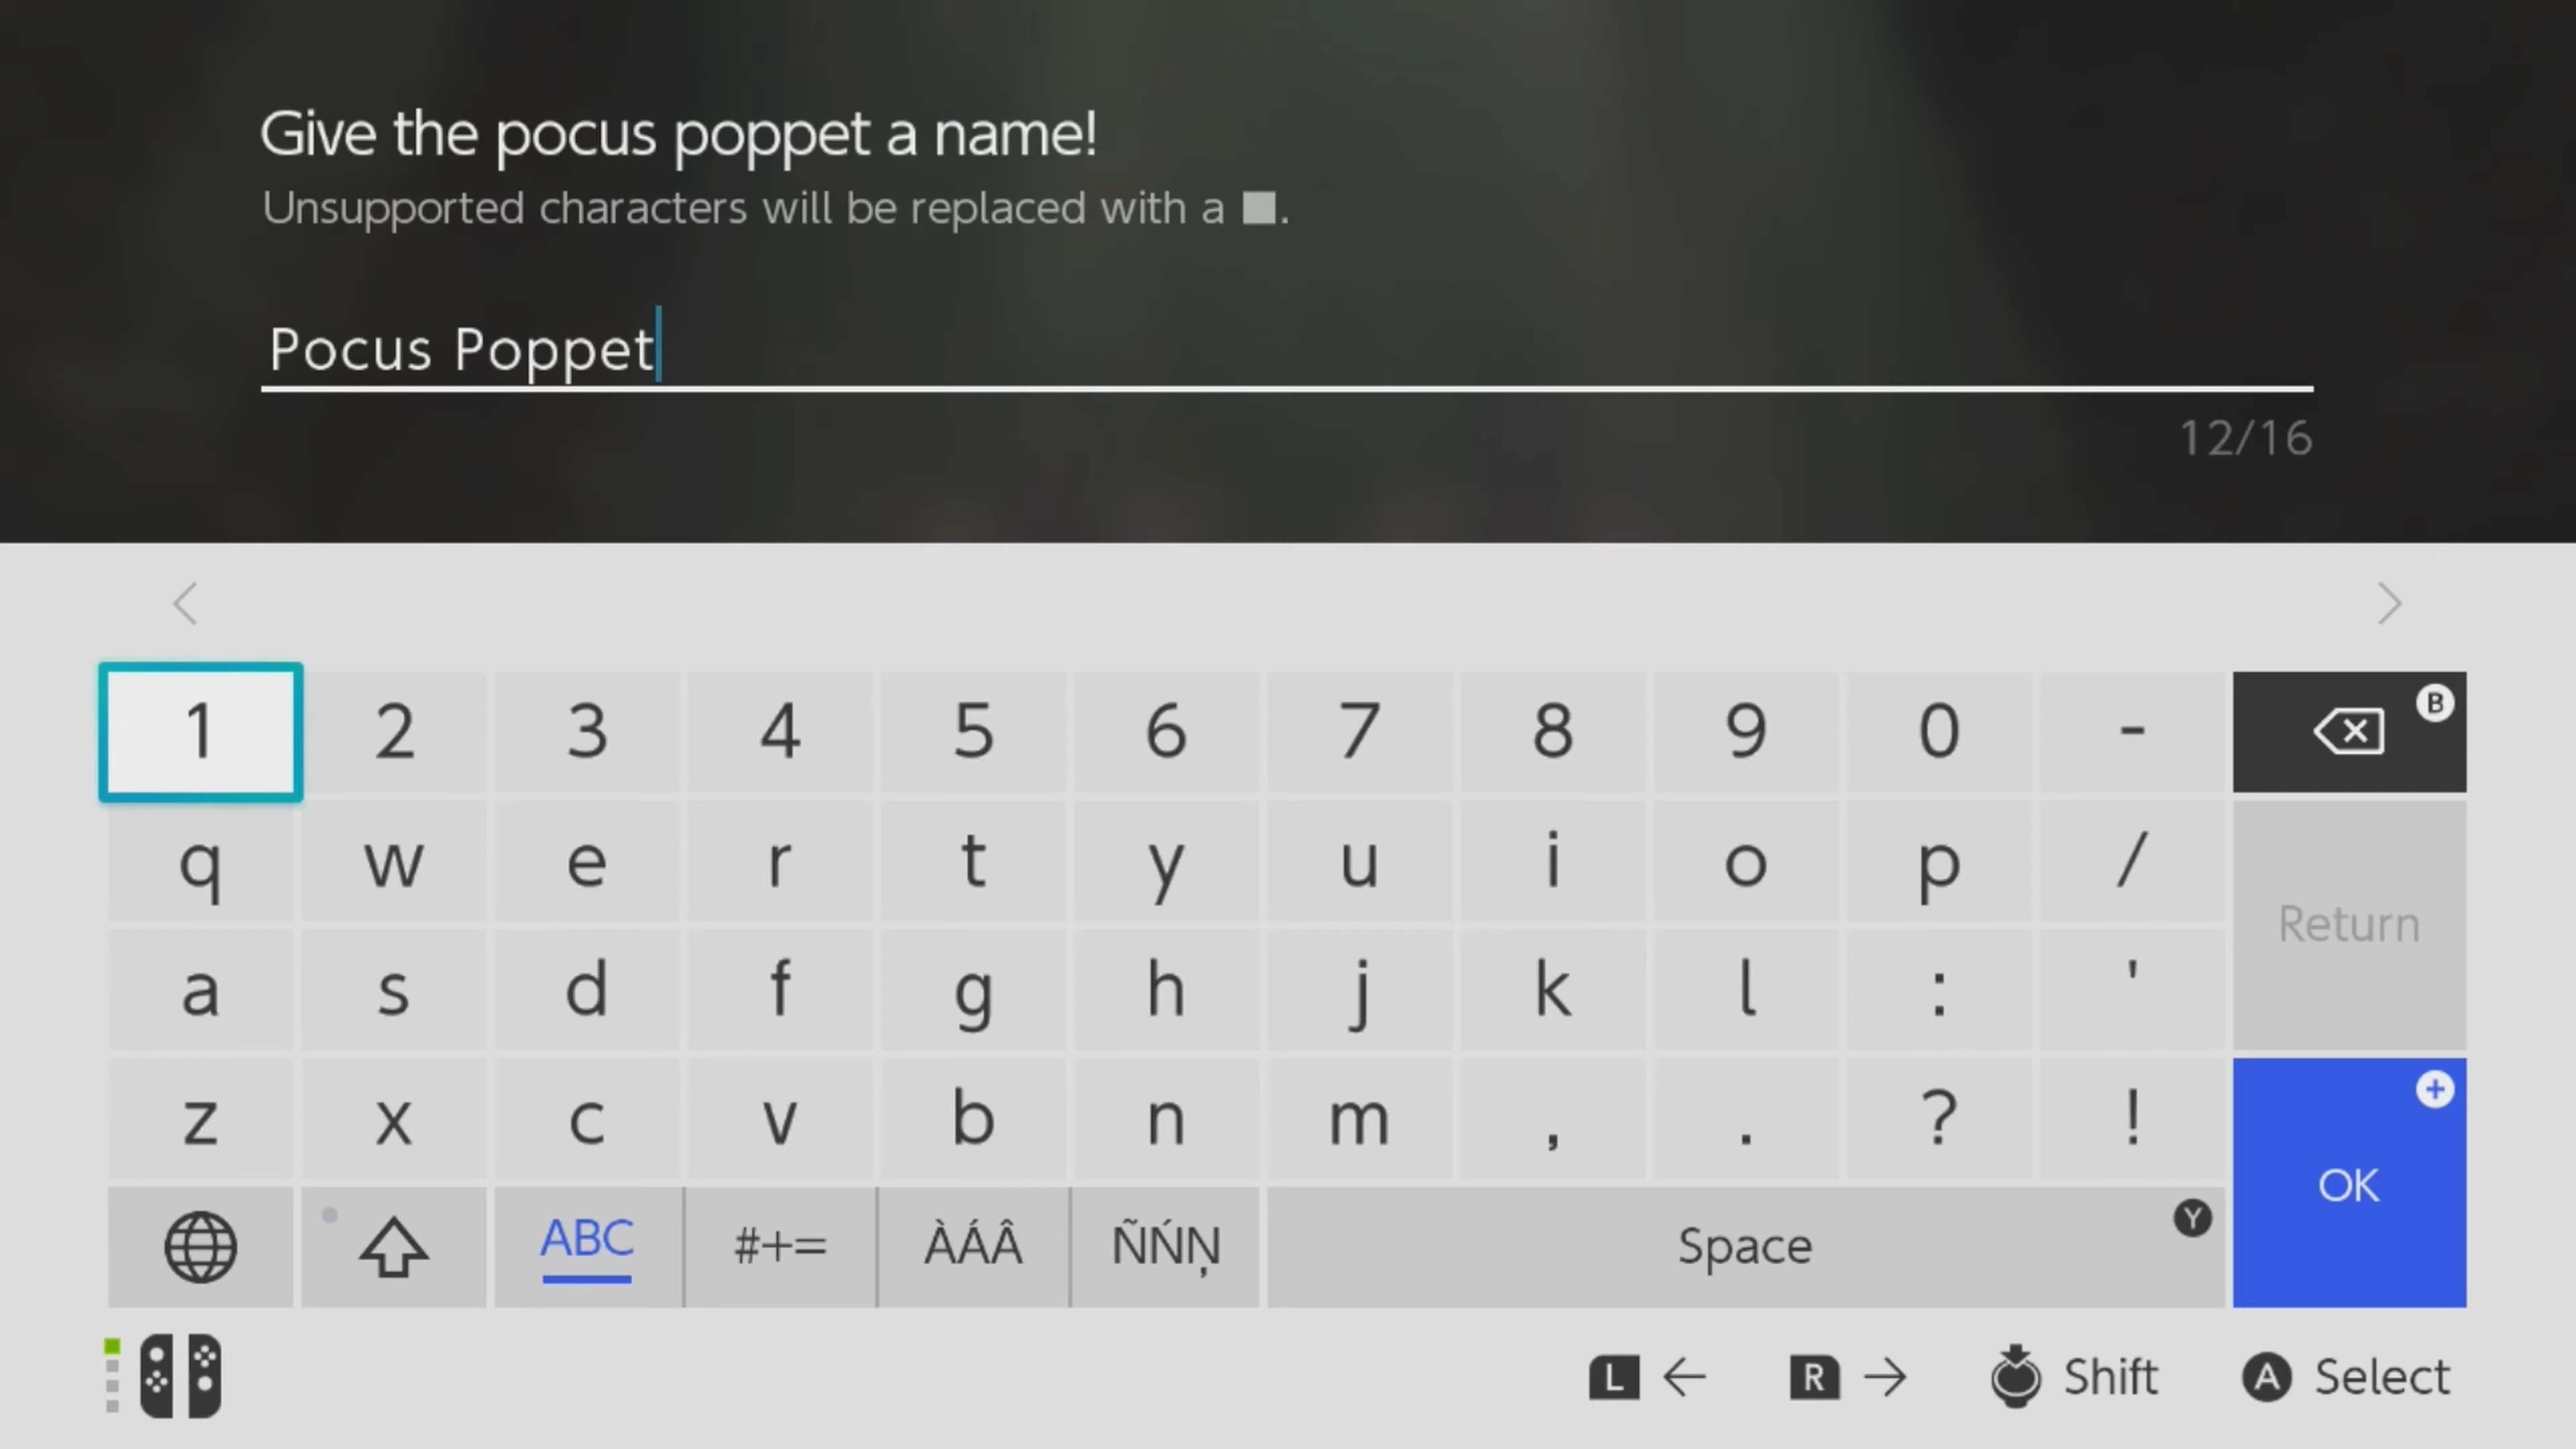 Give the pocus poppet a name!
Unsupported characters will be replaced with a ■.
Pocus Poppet
12/16
1 2 3 4 5 6 7 8 9 0 - B
q w e r t y u i o p /
Return
a s d f g h j k l : '
z x c v b n m , . ? !
OK
ABC #+= ÀÁÂ ÑŃŅ Space Y
L ← R → Shift A Select